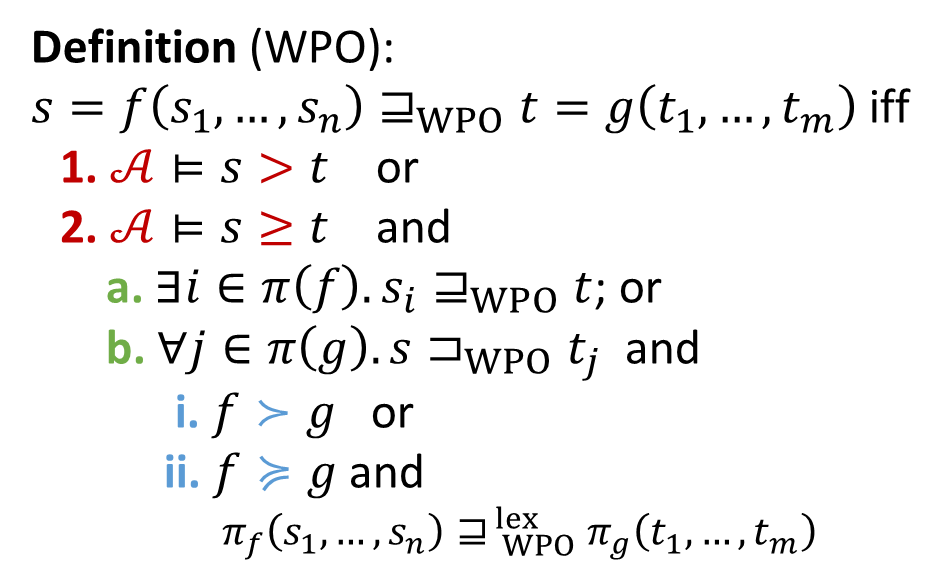 Definition (WPO):
s = f(s₁, …, sₙ) ⊒_WPO t = g(t₁, …, tₘ) iff
1. 𝒜 ⊨ s > t or
2. 𝒜 ⊨ s ≥ t and
a. ∃i ∈ π(f). sᵢ ⊒_WPO t; or
b. ∀j ∈ π(g). s ⊐_WPO tⱼ and
i. f ≻ g or
ii. f ≽ g and
π_f(s₁, …, sₙ) ⊒^lex_WPO π_g(t₁, …, tₘ)